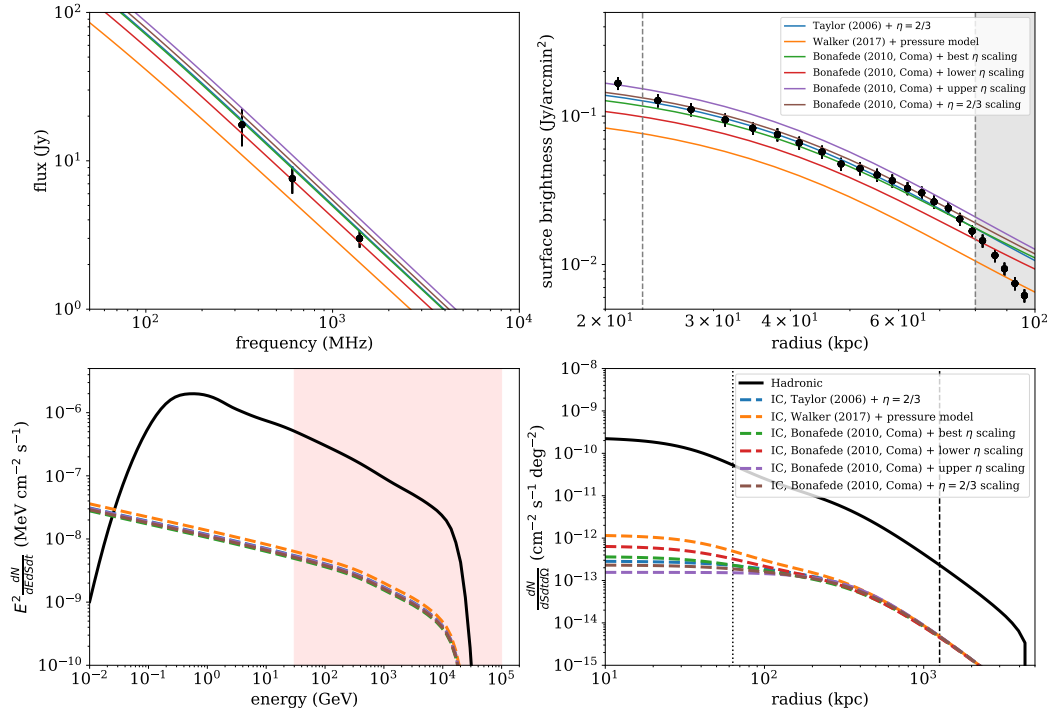 10²
10¹
10⁰
flux (Jy)
10²
10³
10⁴
frequency (MHz)
Taylor (2006) + η = 2/3
Walker (2017) + pressure model
Bonafede (2010, Coma) + best η scaling
Bonafede (2010, Coma) + lower η scaling
Bonafede (2010, Coma) + upper η scaling
Bonafede (2010, Coma) + η = 2/3 scaling
10⁻¹
10⁻²
surface brightness (Jy/arcmin²)
2 × 10¹
3 × 10¹
4 × 10¹
6 × 10¹
10²
radius (kpc)
10⁻⁶
10⁻⁷
10⁻⁸
10⁻⁹
10⁻¹⁰
E² dN/dEdSdt (MeV cm⁻² s⁻¹)
10⁻²
10⁻¹
10⁰
10¹
10²
10³
10⁴
10⁵
energy (GeV)
Hadronic
IC, Taylor (2006) + η = 2/3
IC, Walker (2017) + pressure model
IC, Bonafede (2010, Coma) + best η scaling
IC, Bonafede (2010, Coma) + lower η scaling
IC, Bonafede (2010, Coma) + upper η scaling
IC, Bonafede (2010, Coma) + η = 2/3 scaling
10⁻⁸
10⁻⁹
10⁻¹⁰
10⁻¹¹
10⁻¹²
10⁻¹³
10⁻¹⁴
10⁻¹⁵
dN/dSdtdΩ (cm⁻² s⁻¹ deg⁻²)
10¹
10²
10³
radius (kpc)